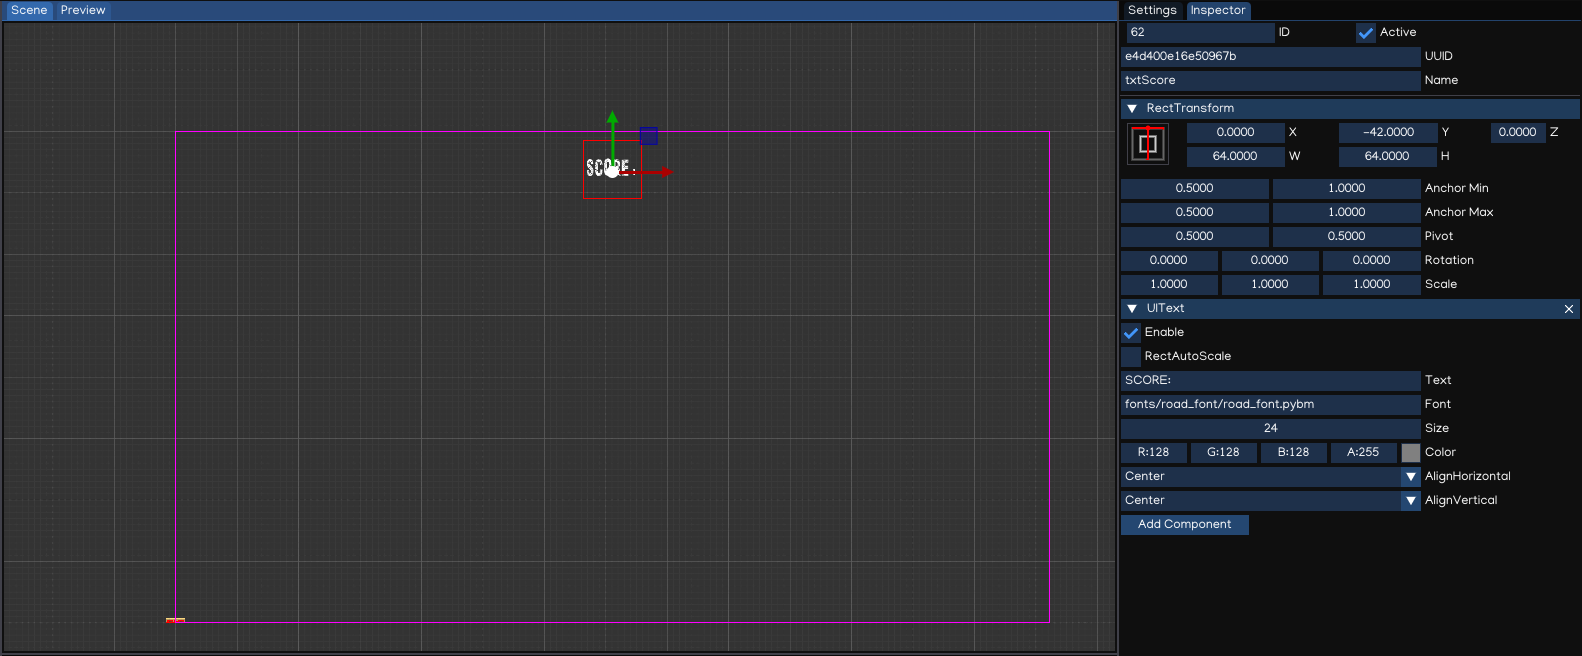 Scene Preview
SCORE:
Settings Inspector
62 ID Active
e4d400e16e50967b UUID
txtScore Name
RectTransform
0.0000 X -42.0000 Y 0.0000 Z
64.0000 W 64.0000 H
0.5000 1.0000 Anchor Min
0.5000 1.0000 Anchor Max
0.5000 0.5000 Pivot
0.0000 0.0000 0.0000 Rotation
1.0000 1.0000 1.0000 Scale
UIText
Enable
RectAutoScale
SCORE: Text
fonts/road_font/road_font.pybm Font
24 Size
R:128 G:128 B:128 A:255 Color
Center AlignHorizontal
Center AlignVertical
Add Component